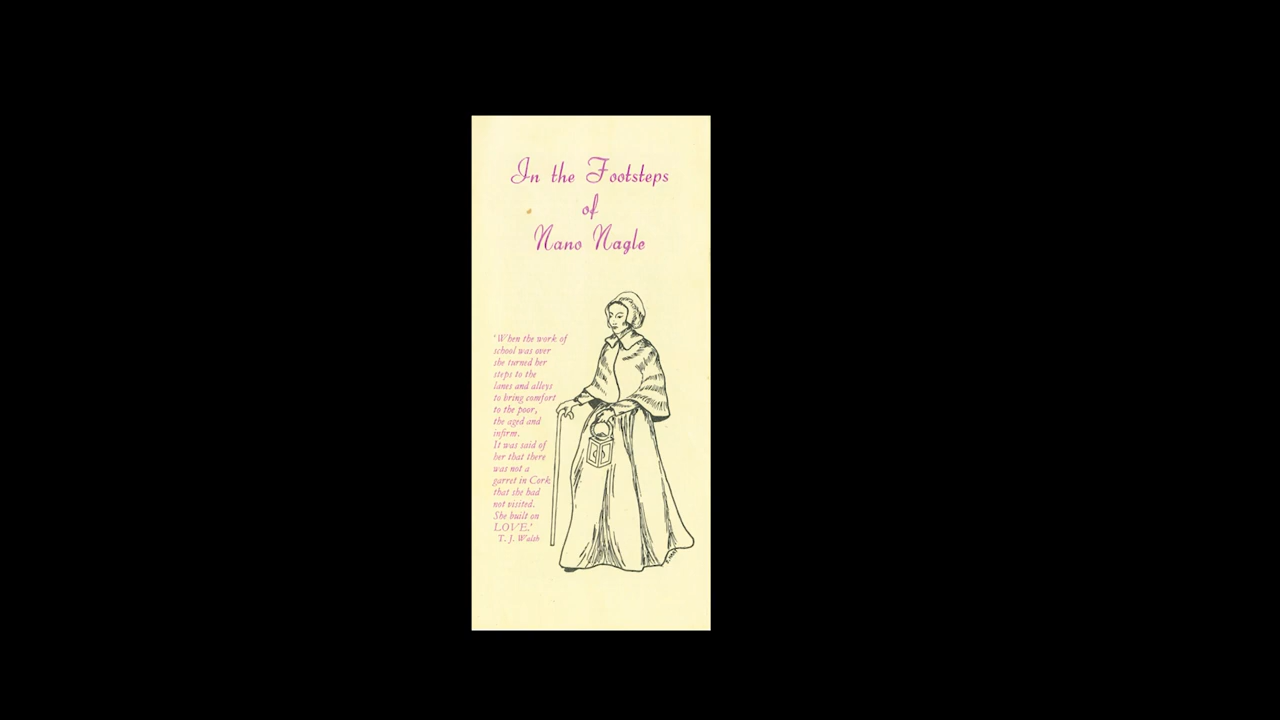 In the Footsteps
of
Nano Nagle
'When the work of
school was over
she turned her
steps to the
lanes and alleys
to bring comfort
to the poor,
the aged and
infirm.
It was said of
her that there
was not a
garret in Cork
that she had
not visited.
She built on
LOVE.'
T. J. Walsh